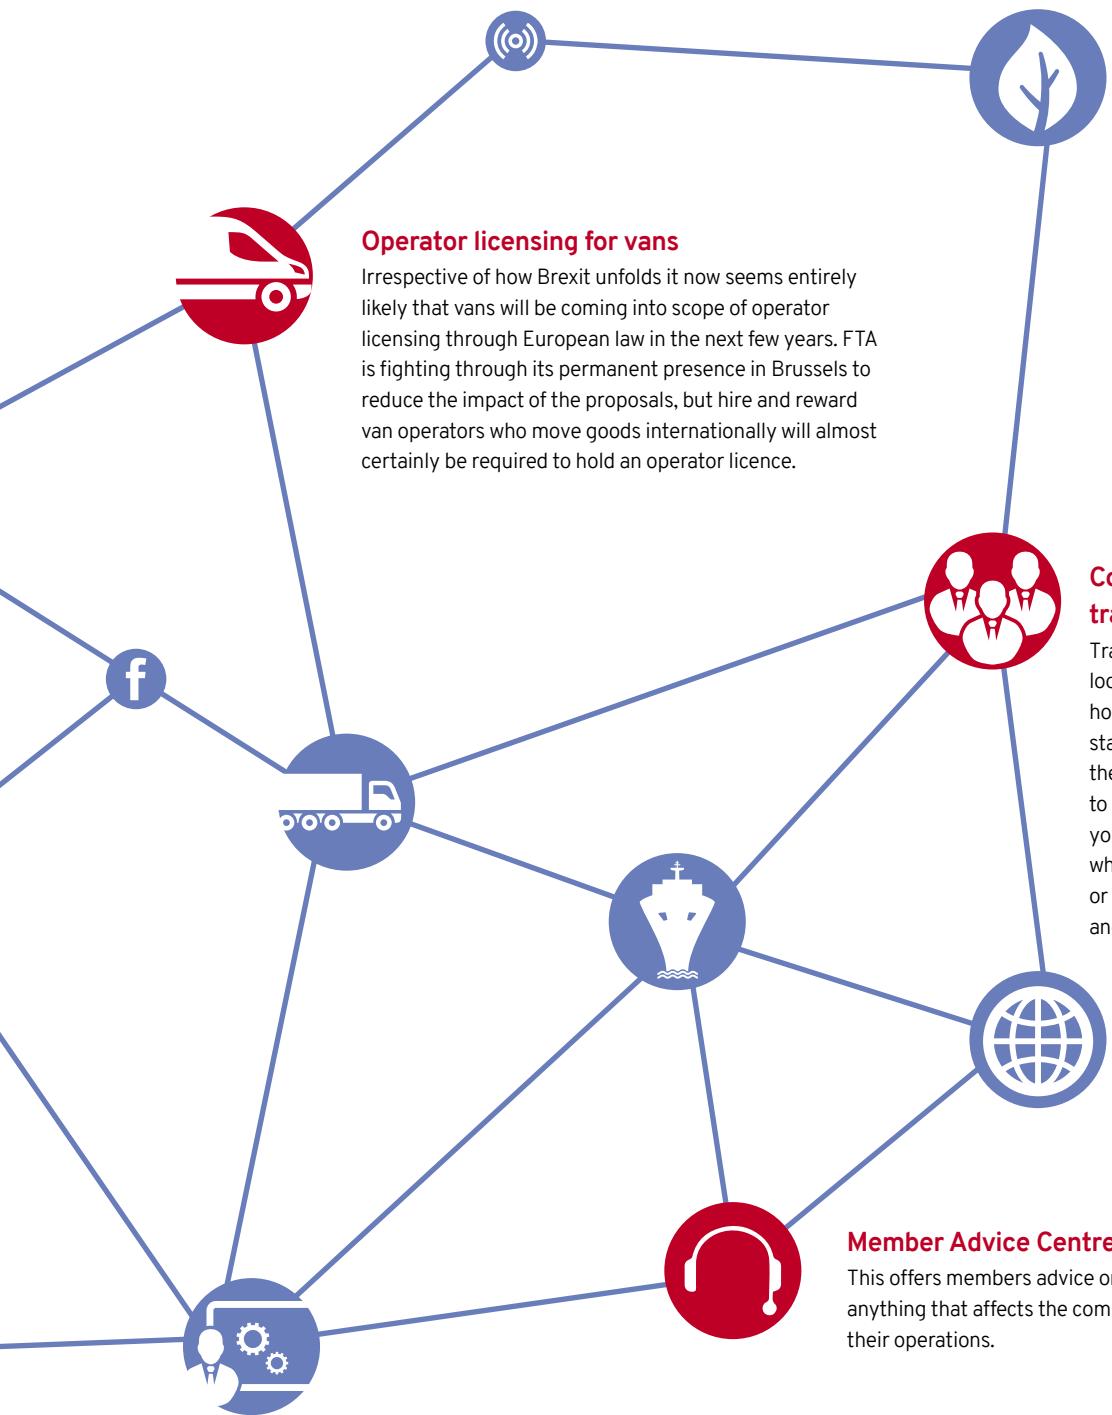 Operator licensing for vans
Irrespective of how Brexit unfolds it now seems entirely
likely that vans will be coming into scope of operator
licensing through European law in the next few years. FTA
is fighting through its permanent presence in Brussels to
reduce the impact of the proposals, but hire and reward
van operators who move goods internationally will almost
certainly be required to hold an operator licence.
f
to
or
Member Advice Centre
This offers members advice
anything that affects the
their operations.